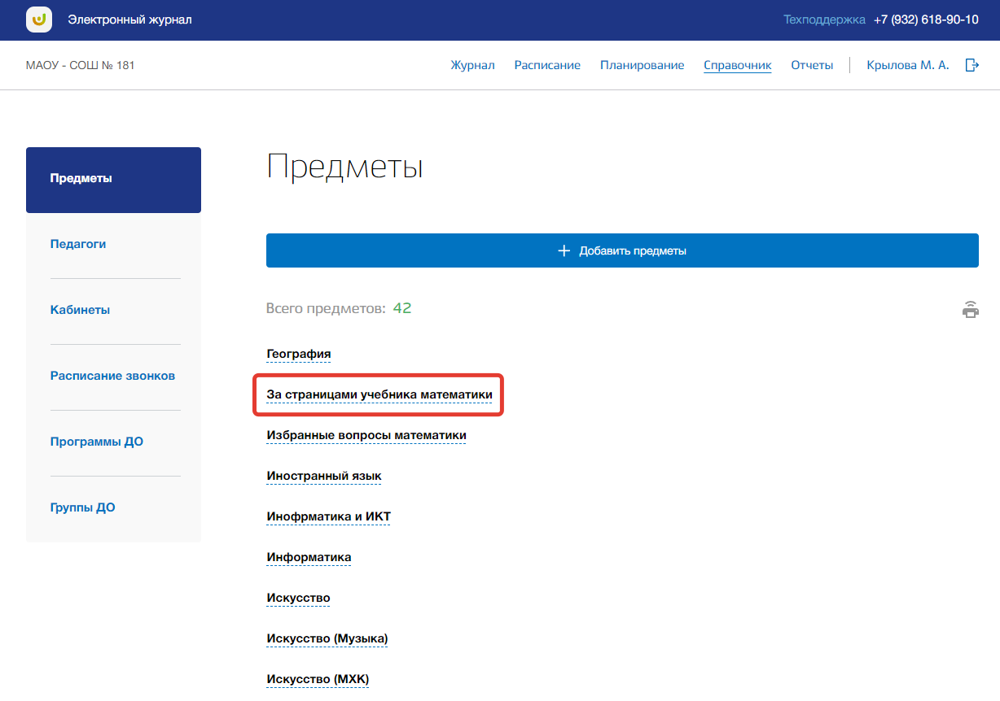 Электронный журнал
Техподдержка +7 (932) 618-90-10
МАОУ - СОШ № 181
Журнал Расписание Планирование Справочник Отчеты Крылова М. А.
Предметы
Педагоги
Кабинеты
Расписание звонков
Программы ДО
Группы ДО
Предметы
Добавить предметы
Всего предметов: 42
География
За страницами учебника математики
Избранные вопросы математики
Иностранный язык
Инофрматика и ИКТ
Информатика
Искусство
Искусство (Музыка)
Искусство (МХК)